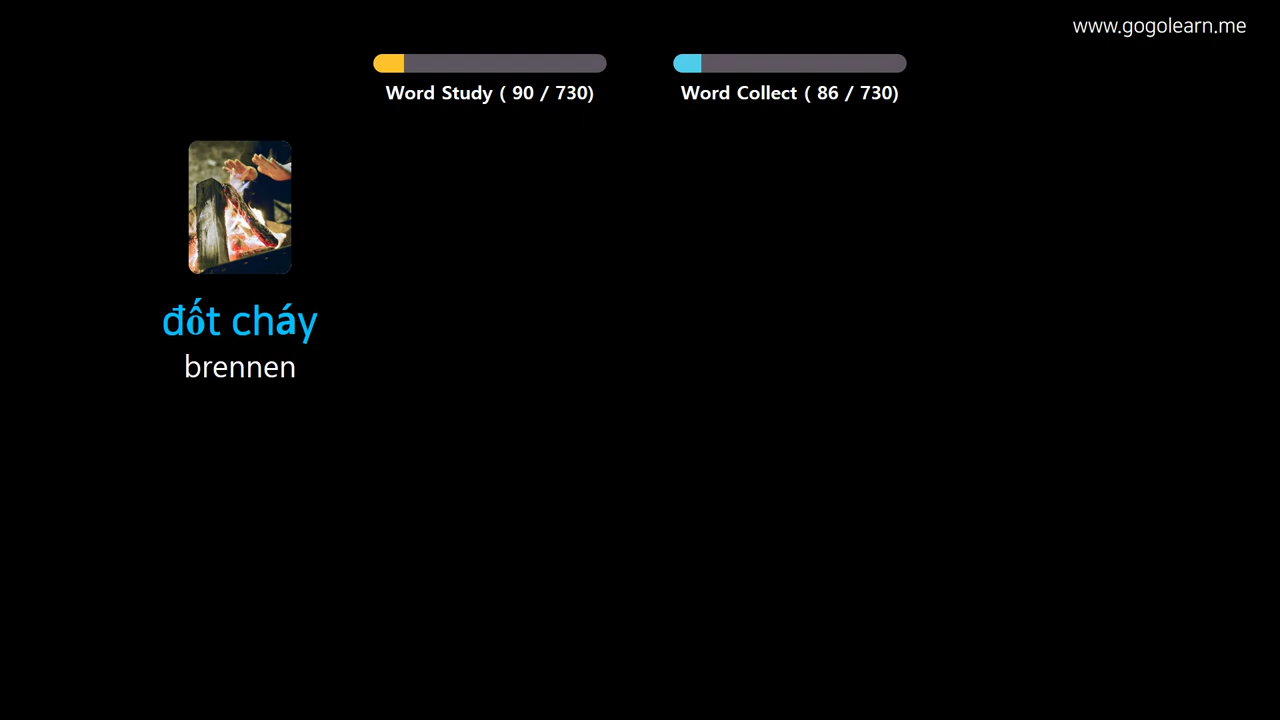 www.gogolearn.me
Word Study ( 90 / 730)
Word Collect ( 86 / 730)
đốt cháy
brennen